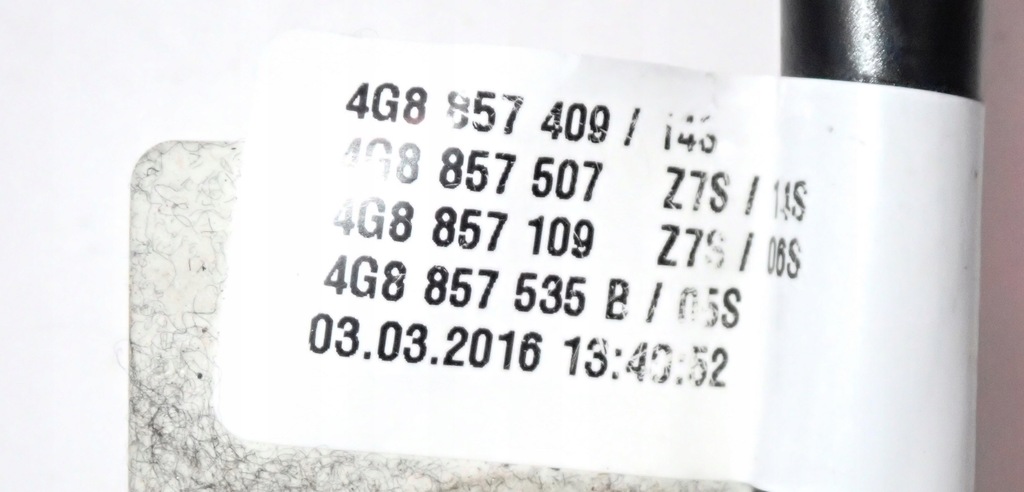 4G8 857 409 / 14S
4G8 857 507 Z7S / 14S
4G8 857 109 Z7S / 06S
4G8 857 535 B / 05S
03.03.2016 13:40:52